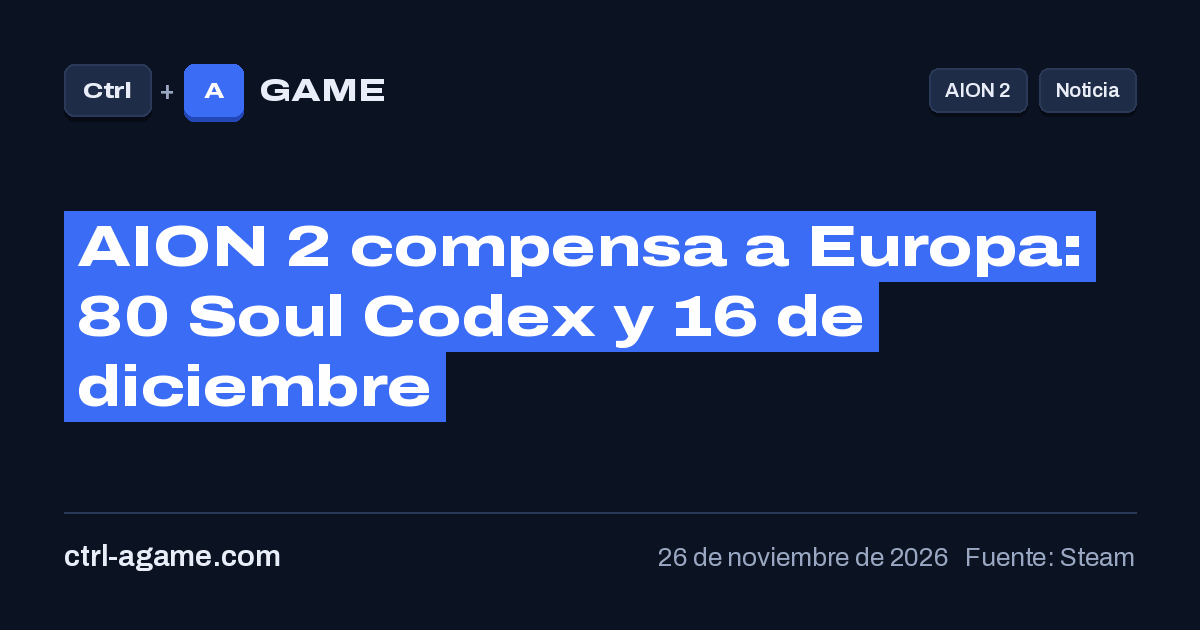 Ctrl + A GAME
AION 2 Noticia
AION 2 compensa a Europa:
80 Soul Codex y 16 de
diciembre
ctrl-agame.com
26 de noviembre de 2026 Fuente: Steam